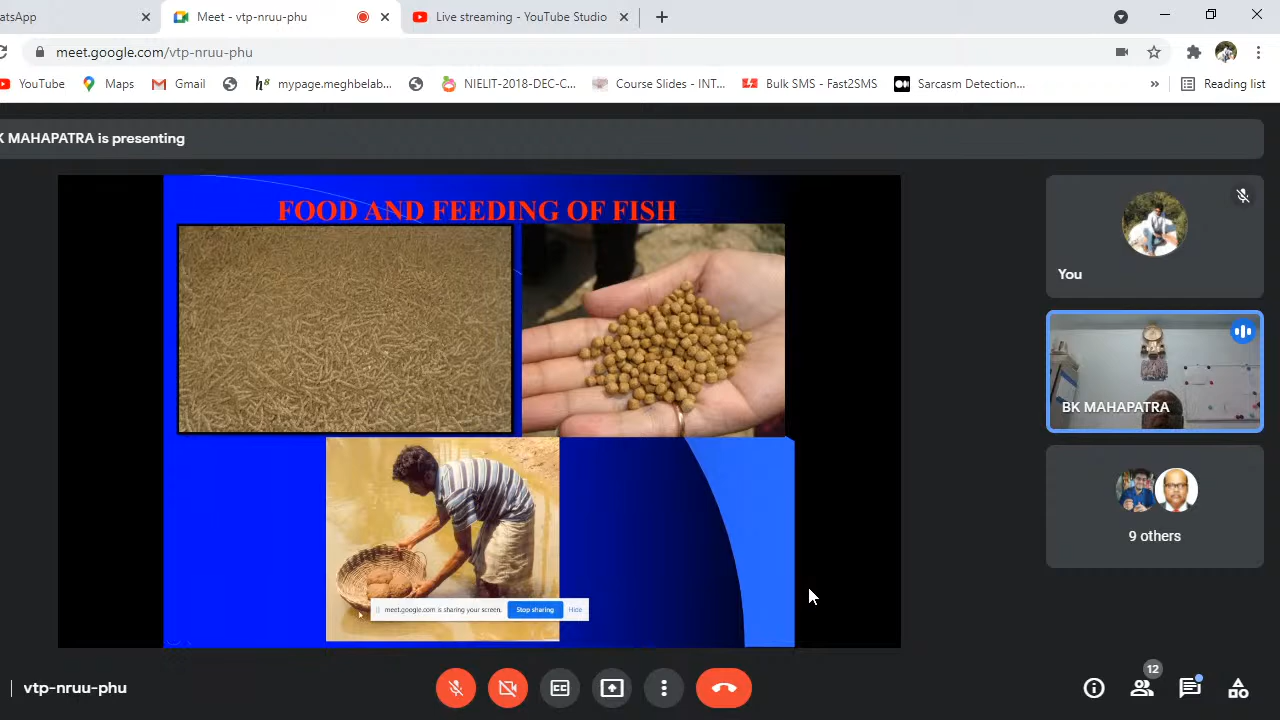 atsApp
Meet - vtp-nruu-phu
Live streaming - YouTube Studio
meet.google.com/vtp-nruu-phu
YouTube
Maps
Gmail
mypage.meghbelab...
NIELIT-2018-DEC-C...
Course Slides - INT...
Bulk SMS - Fast2SMS
Sarcasm Detection...
Reading list
K MAHAPATRA is presenting
FOOD AND FEEDING OF FISH
You
BK MAHAPATRA
9 others
meet.google.com is sharing your screen.
Stop sharing
Hide
vtp-nruu-phu
12